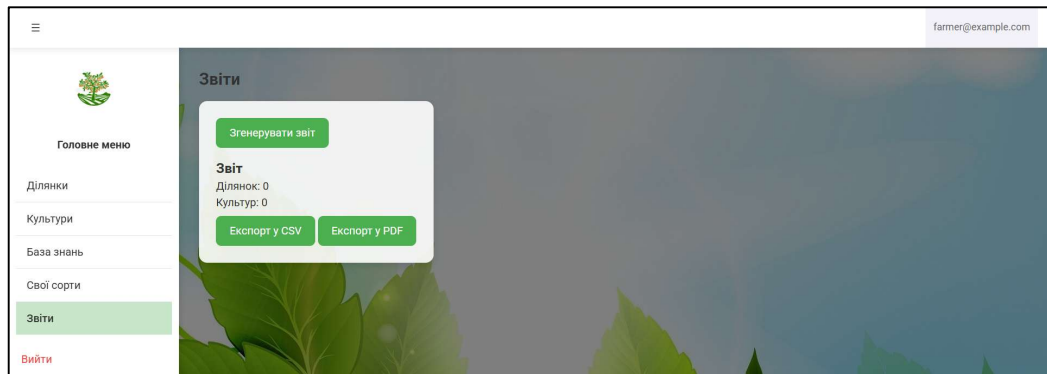 ☰
farmer@example.com
Головне меню
Ділянки
Культури
База знань
Свої сорти
Звіти
Вийти
Звіти
Згенерувати звіт
Звіт
Ділянок: 0
Культур: 0
Експорт у CSV Експорт у PDF